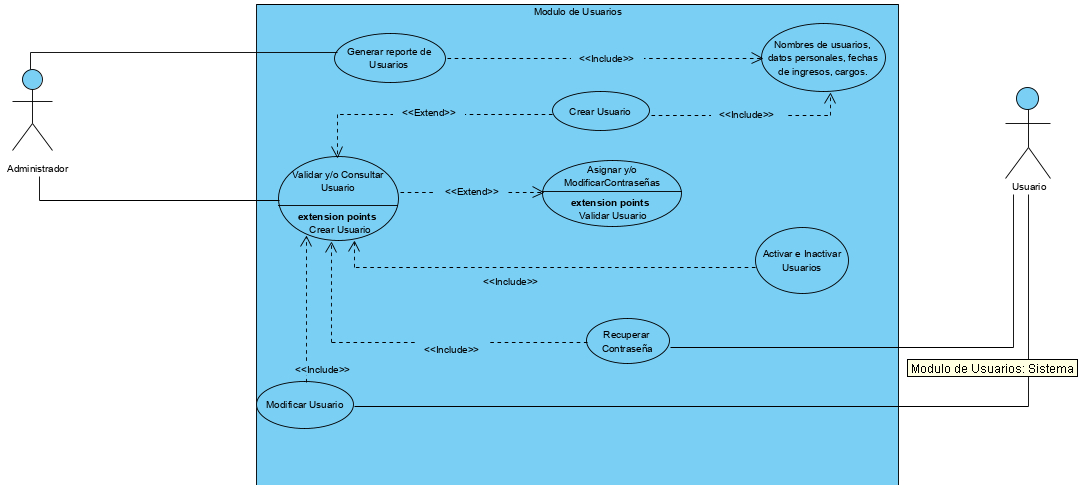 Modulo de Usuarios
Generar reporte de
Usuarios
<<Include>>
Nombres de usuarios,
datos personales, fechas
de ingresos, cargos.
<<Extend>>
Crear Usuario
<<Include>>
Administrador
Validar y/o Consultar
Usuario
extension points
Crear Usuario
<<Extend>>
Asignar y/o
ModificarContraseñas
extension points
Validar Usuario
Usuario
Activar e Inactivar
Usuarios
<<Include>>
Recuperar
Contraseña
<<Include>>
Modulo de Usuarios: Sistema
<<Include>>
Modificar Usuario